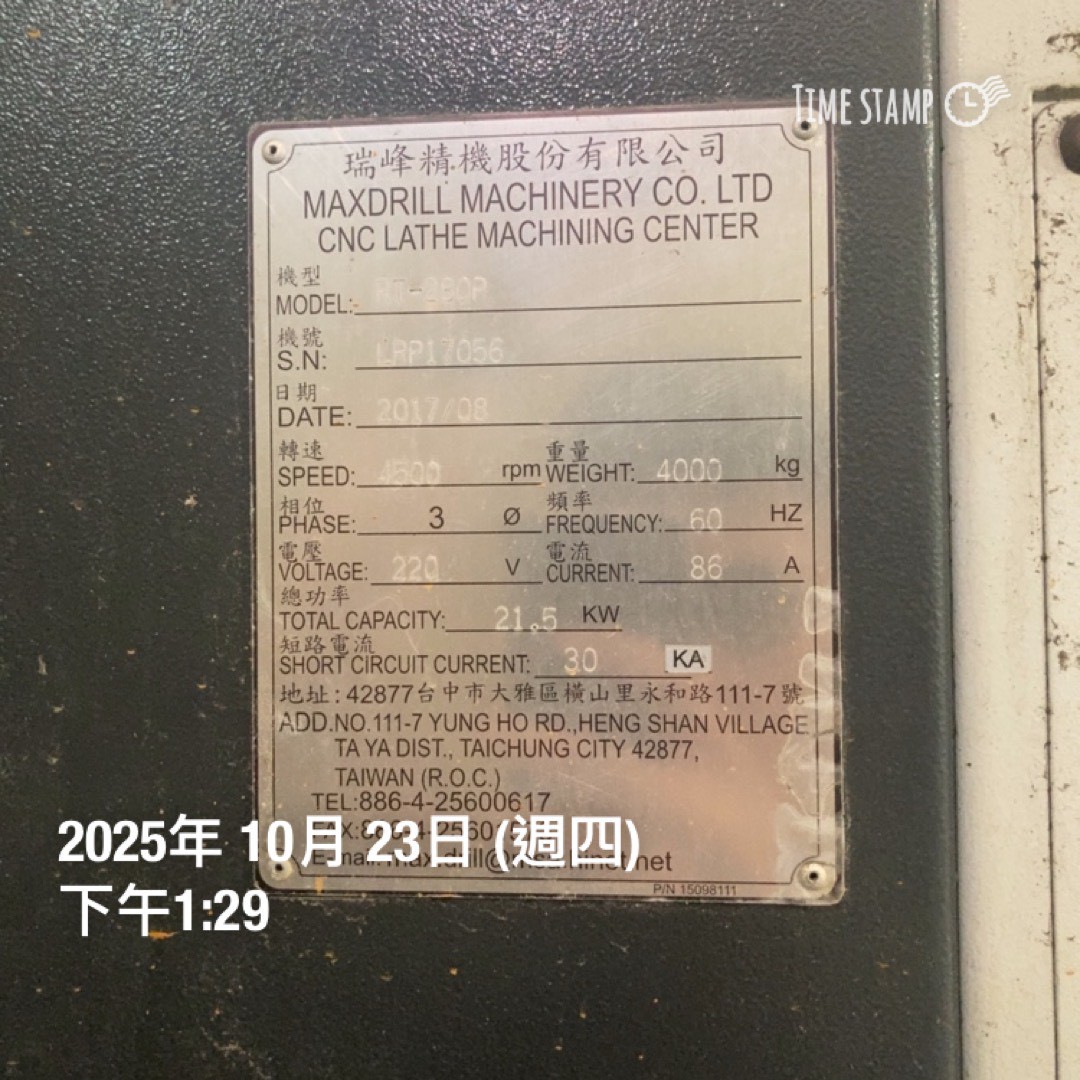 TIME STAMP
瑞峰精機股份有限公司
MAXDRILL MACHINERY CO. LTD
CNC LATHE MACHINING CENTER
機型
MODEL:
機號
S.N: LRP17056
日期
DATE: 2017/08
轉速 重量
SPEED: 4500 rpm WEIGHT: 4000 kg
相位 頻率
PHASE: 3 Ø FREQUENCY: 60 HZ
電壓 電流
VOLTAGE: 220 V CURRENT: 86 A
總功率
TOTAL CAPACITY: 21.5 KW
短路電流
SHORT CIRCUIT CURRENT: 30 KA
地址:42877台中市大雅區橫山里永和路111-7號
ADD.NO.111-7 YUNG HO RD.,HENG SHAN VILLAGE
TA YA DIST., TAICHUNG CITY 42877,
TAIWAN (R.O.C.)
TEL:886-4-25600617
FAX:
E-mail:
P/N 15098111
2025年 10月 23日 (週四)
下午1:29